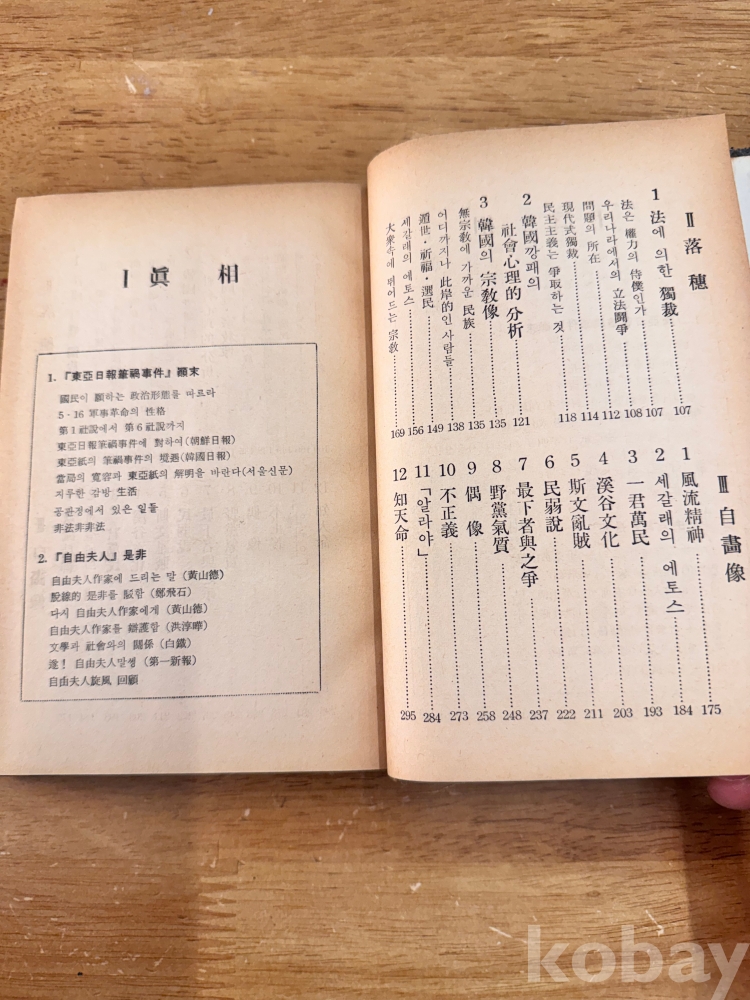 Ⅰ 眞 相
1. 『東亞日報筆禍事件』顚末
國民이 願하는 政治形態를 따르라
5·16 軍事革命의 性格
第1社說에서 第6社說까지
東亞日報筆禍事件에 對하여(朝鮮日報)
東亞紙의 筆禍事件의 境遇(韓國日報)
當局의 寬容과 東亞紙의 解明을 바란다(서울신문)
지루한 감방 生活
공판정에서 있은 일들
非法非非法
2. 『自由夫人』是非
自由夫人作家에 드리는 말 (黃山德)
脫線的 是非를 駁함 (鄭飛石)
다시 自由夫人作家에게 (黃山德)
自由夫人作家를 辯護함 (洪淳曄)
文學과 社會와의 關係 (白鐵)
遂! 自由夫人말썽 (第一新報)
自由夫人旋風 回顧
Ⅱ 落 穗
1 法에 의한 獨裁 107
法은 權力의 侍僕인가 107
우리나라에서의 立法鬪爭 108
問題의 所在 112
現代式獨裁 114
民主主義는 爭取하는 것 118
2 韓國깡패의
社會心理的 分析 121
3 韓國의 宗敎像 135
無宗敎에 가까운 民族 135
어디까지나 此岸的인 사람들 138
遁世·祈福·選民 149
세갈래의 에토스 156
大衆속에 뛰어드는 宗敎 169
Ⅲ 自 畫 像
1 風流精神 175
2 세갈래의 에토스 184
3 一君萬民 193
4 溪谷文化 203
5 斯文亂賊 211
6 民弱說 222
7 最下者與之爭 237
8 野黨氣質 248
9 偶 像 258
10 不正義 273
11 「알라야」 284
12 知天命 295
kobay